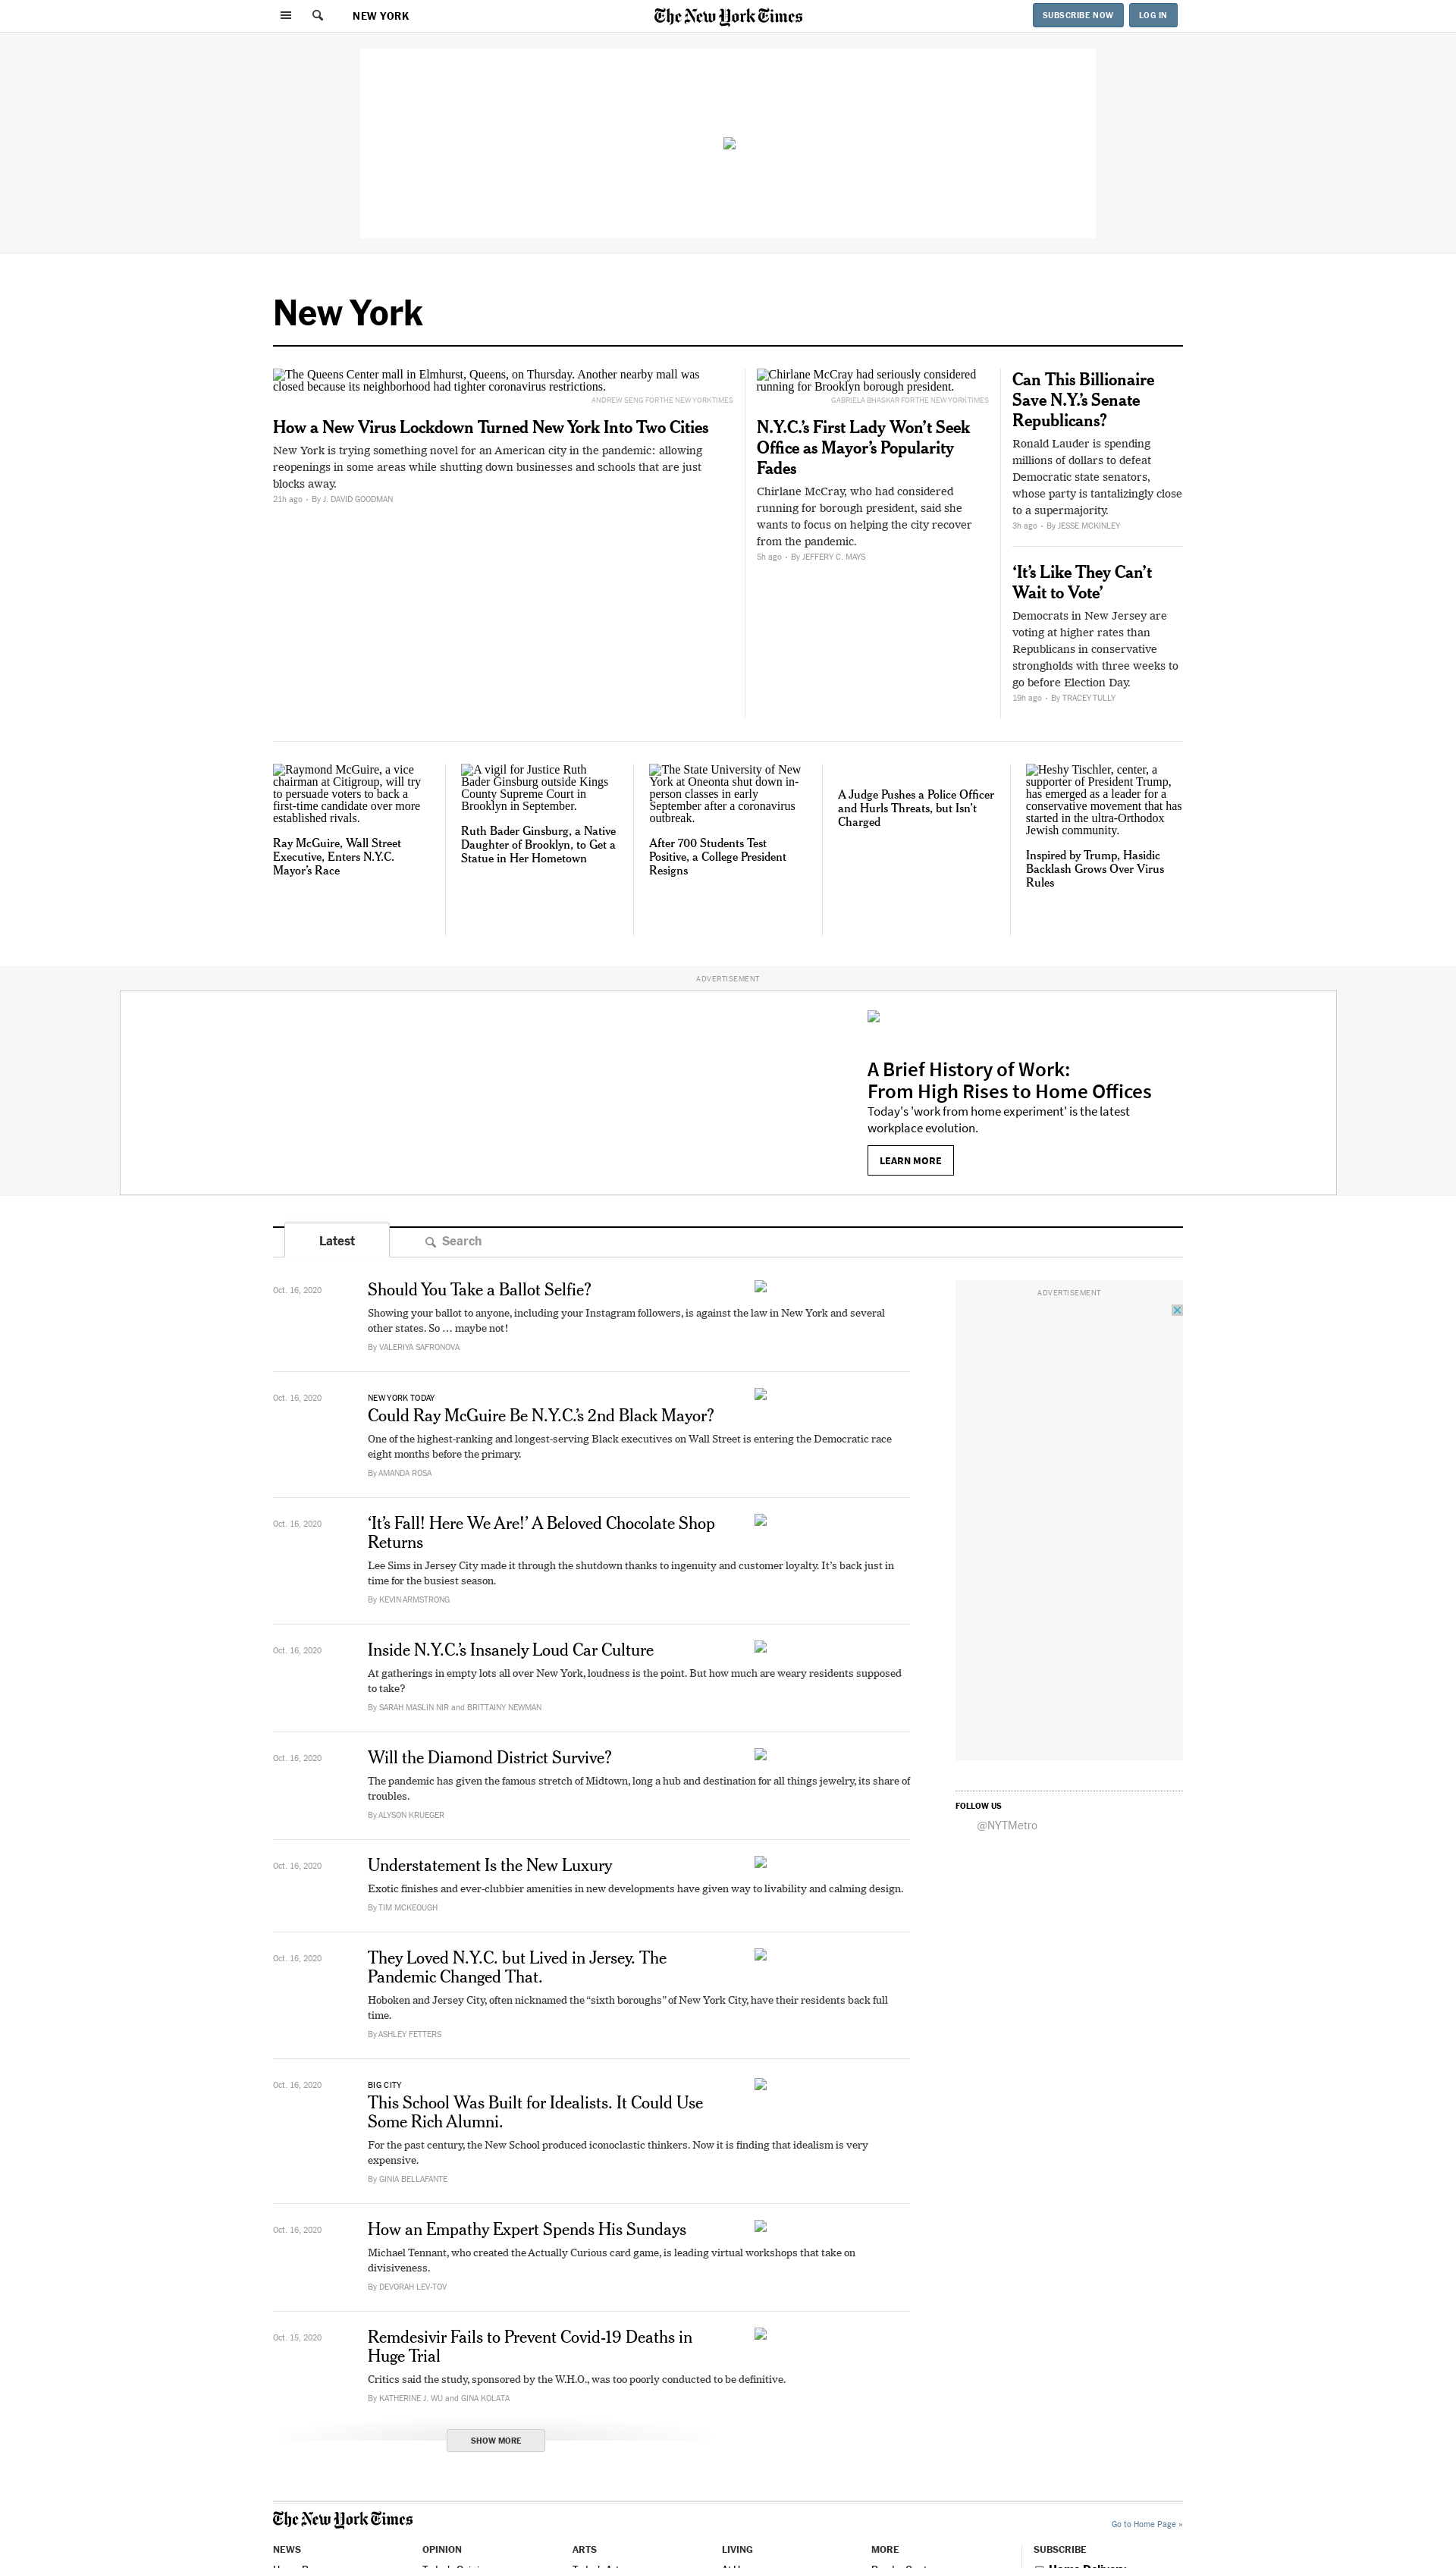 NEW YORK
The New York Times
SUBSCRIBE NOW
LOG IN
New York
The Queens Center mall in Elmhurst, Queens, on Thursday. Another nearby mall was
closed because its neighborhood had tighter coronavirus restrictions.
ANDREW SENG FOR THE NEW YORK TIMES
How a New Virus Lockdown Turned New York Into Two Cities
New York is trying something novel for an American city in the pandemic: allowing
reopenings in some areas while shutting down businesses and schools that are just
blocks away.
21h ago • By J. DAVID GOODMAN
Chirlane McCray had seriously considered
running for Brooklyn borough president.
GABRIELA BHASKAR FOR THE NEW YORK TIMES
N.Y.C.’s First Lady Won’t Seek
Office as Mayor’s Popularity
Fades
Chirlane McCray, who had considered
running for borough president, said she
wants to focus on helping the city recover
from the pandemic.
5h ago • By JEFFERY C. MAYS
Can This Billionaire
Save N.Y.’s Senate
Republicans?
Ronald Lauder is spending
millions of dollars to defeat
Democratic state senators,
whose party is tantalizingly close
to a supermajority.
3h ago • By JESSE MCKINLEY
‘It’s Like They Can’t
Wait to Vote’
Democrats in New Jersey are
voting at higher rates than
Republicans in conservative
strongholds with three weeks to
go before Election Day.
19h ago • By TRACEY TULLY
Raymond McGuire, a vice
chairman at Citigroup, will try
to persuade voters to back a
first-time candidate over more
established rivals.
Ray McGuire, Wall Street
Executive, Enters N.Y.C.
Mayor’s Race
A vigil for Justice Ruth
Bader Ginsburg outside Kings
County Supreme Court in
Brooklyn in September.
Ruth Bader Ginsburg, a Native
Daughter of Brooklyn, to Get a
Statue in Her Hometown
The State University of New
York at Oneonta shut down in-
person classes in early
September after a coronavirus
outbreak.
After 700 Students Test
Positive, a College President
Resigns
A Judge Pushes a Police Officer
and Hurls Threats, but Isn’t
Charged
Heshy Tischler, center, a
supporter of President Trump,
has emerged as a leader for a
conservative movement that has
started in the ultra-Orthodox
Jewish community.
Inspired by Trump, Hasidic
Backlash Grows Over Virus
Rules
ADVERTISEMENT
A Brief History of Work:
From High Rises to Home Offices
Today's 'work from home experiment' is the latest
workplace evolution.
LEARN MORE
Latest
Search
Oct. 16, 2020
Should You Take a Ballot Selfie?
Showing your ballot to anyone, including your Instagram followers, is against the law in New York and several
other states. So … maybe not!
By VALERIYA SAFRONOVA
ADVERTISEMENT
Oct. 16, 2020
NEW YORK TODAY
Could Ray McGuire Be N.Y.C.’s 2nd Black Mayor?
One of the highest-ranking and longest-serving Black executives on Wall Street is entering the Democratic race
eight months before the primary.
By AMANDA ROSA
Oct. 16, 2020
‘It’s Fall! Here We Are!’ A Beloved Chocolate Shop
Returns
Lee Sims in Jersey City made it through the shutdown thanks to ingenuity and customer loyalty. It’s back just in
time for the busiest season.
By KEVIN ARMSTRONG
Oct. 16, 2020
Inside N.Y.C.’s Insanely Loud Car Culture
At gatherings in empty lots all over New York, loudness is the point. But how much are weary residents supposed
to take?
By SARAH MASLIN NIR and BRITTAINY NEWMAN
Oct. 16, 2020
Will the Diamond District Survive?
The pandemic has given the famous stretch of Midtown, long a hub and destination for all things jewelry, its share of
troubles.
By ALYSON KRUEGER
FOLLOW US
@NYTMetro
Oct. 16, 2020
Understatement Is the New Luxury
Exotic finishes and ever-clubbier amenities in new developments have given way to livability and calming design.
By TIM MCKEOUGH
Oct. 16, 2020
They Loved N.Y.C. but Lived in Jersey. The
Pandemic Changed That.
Hoboken and Jersey City, often nicknamed the “sixth boroughs” of New York City, have their residents back full
time.
By ASHLEY FETTERS
Oct. 16, 2020
BIG CITY
This School Was Built for Idealists. It Could Use
Some Rich Alumni.
For the past century, the New School produced iconoclastic thinkers. Now it is finding that idealism is very
expensive.
By GINIA BELLAFANTE
Oct. 16, 2020
How an Empathy Expert Spends His Sundays
Michael Tennant, who created the Actually Curious card game, is leading virtual workshops that take on
divisiveness.
By DEVORAH LEV-TOV
Oct. 15, 2020
Remdesivir Fails to Prevent Covid-19 Deaths in
Huge Trial
Critics said the study, sponsored by the W.H.O., was too poorly conducted to be definitive.
By KATHERINE J. WU and GINA KOLATA
SHOW MORE
The New York Times
Go to Home Page »
NEWS
OPINION
ARTS
LIVING
MORE
SUBSCRIBE